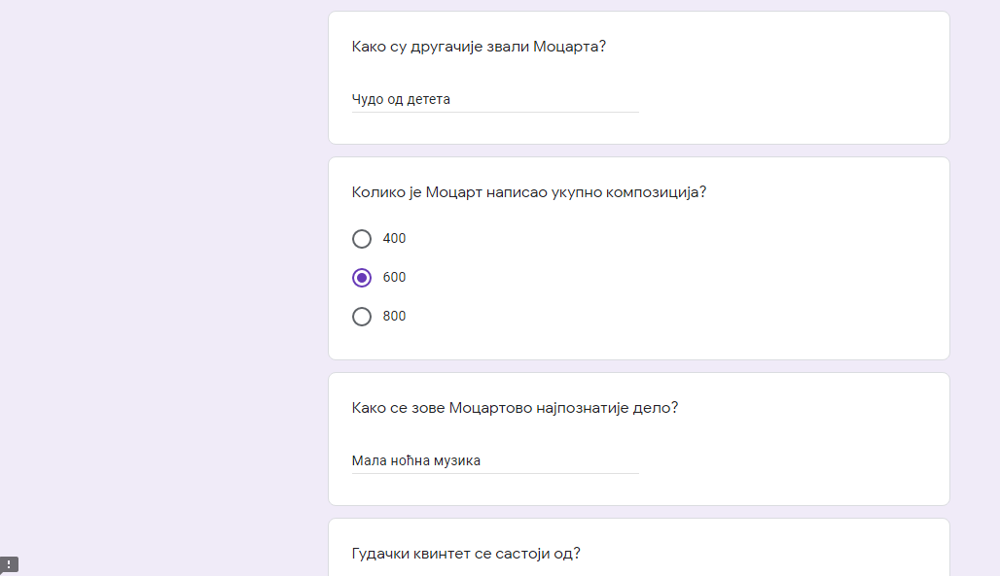 Како су другачије звали Моцарта?
Чудо од детета
Колико је Моцарт написао укупно композиција?
400
600
800
Како се зове Моцартово најпознатије дело?
Мала ноћна музика
Гудачки квинтет се састоји од?